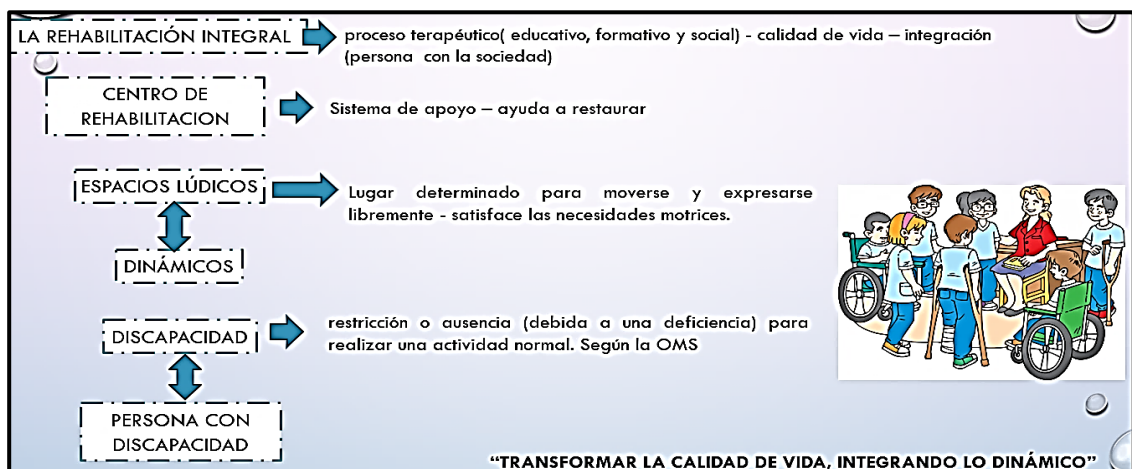 LA REHABILITACIÓN INTEGRAL
proceso terapéutico( educativo, formativo y social) - calidad de vida – integración
(persona con la sociedad)
CENTRO DE
REHABILITACION
Sistema de apoyo – ayuda a restaurar
ESPACIOS LÚDICOS
Lugar determinado para moverse y expresarse
libremente - satisface las necesidades motrices.
DINÁMICOS
DISCAPACIDAD
restricción o ausencia (debida a una deficiencia) para
realizar una actividad normal. Según la OMS
PERSONA CON
DISCAPACIDAD
“TRANSFORMAR LA CALIDAD DE VIDA, INTEGRANDO LO DINÁMICO”